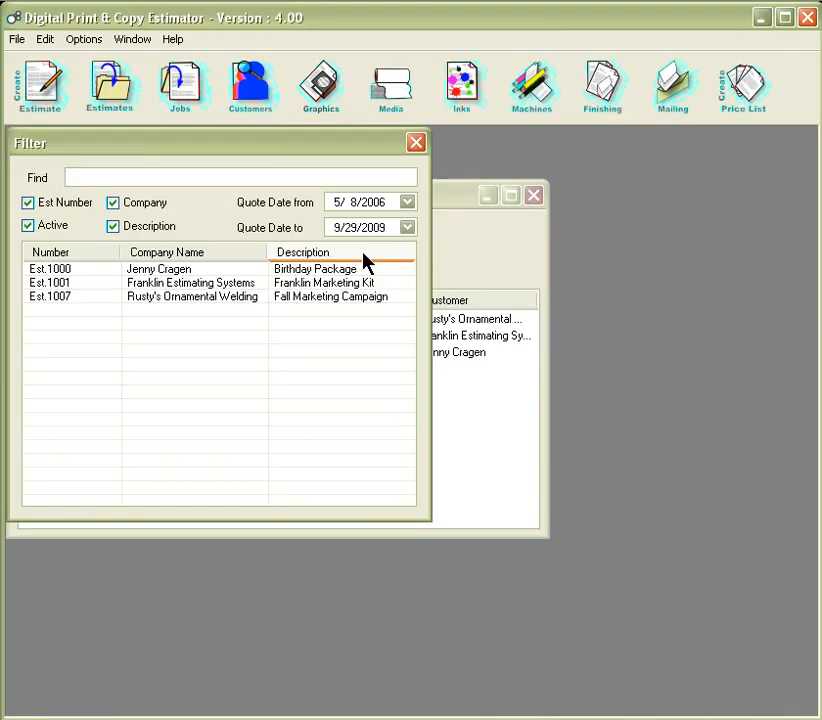 Digital Print & Copy Estimator - Version : 4.00
File Edit Options Window Help
Create Estimate Estimates Jobs Customers Graphics Media Inks Machines Finishing Mailing Create Price List
Filter
Find
Est Number Company Quote Date from 5/ 8/2006
Active Description Quote Date to 9/29/2009
Number Company Name Description
Est.1000 Jenny Cragen Birthday Package
Est.1001 Franklin Estimating Systems Franklin Marketing Kit
Est.1007 Rusty's Ornamental Welding Fall Marketing Campaign
ustomer
usty's Ornamental ...
anklin Estimating Sy...
nny Cragen